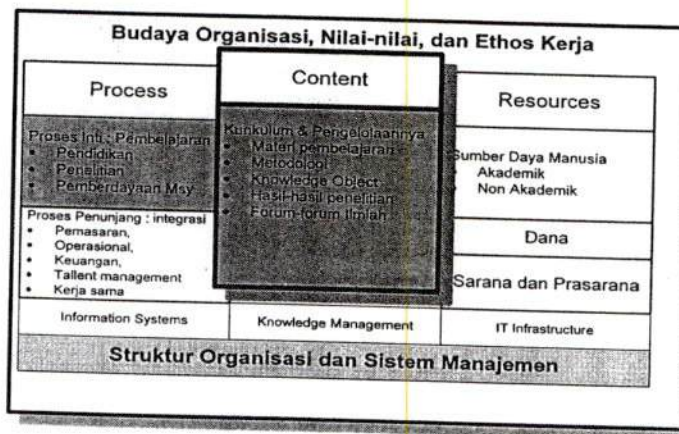 Budaya Organisasi, Nilai-nilai, dan Ethos Kerja
Process
Proses Inti : Pembelajaran
• Pendidikan
• Penelitian
• Pemberdayaan Msy
Proses Penunjang : integrasi
• Pemasaran,
• Operasional,
• Keuangan,
• Tallent management
• Kerja sama
Content
Kurikulum & Pengelolaannya
• Materi pembelajaran
• Metodologi
• Knowledge Object
• Hasil-hasil penelitian
• Forum-forum Ilmiah
Resources
Sumber Daya Manusia
• Akademik
• Non Akademik
Dana
Sarana dan Prasarana
Information Systems
Knowledge Management
IT Infrastructure
Struktur Organisasi dan Sistem Manajemen